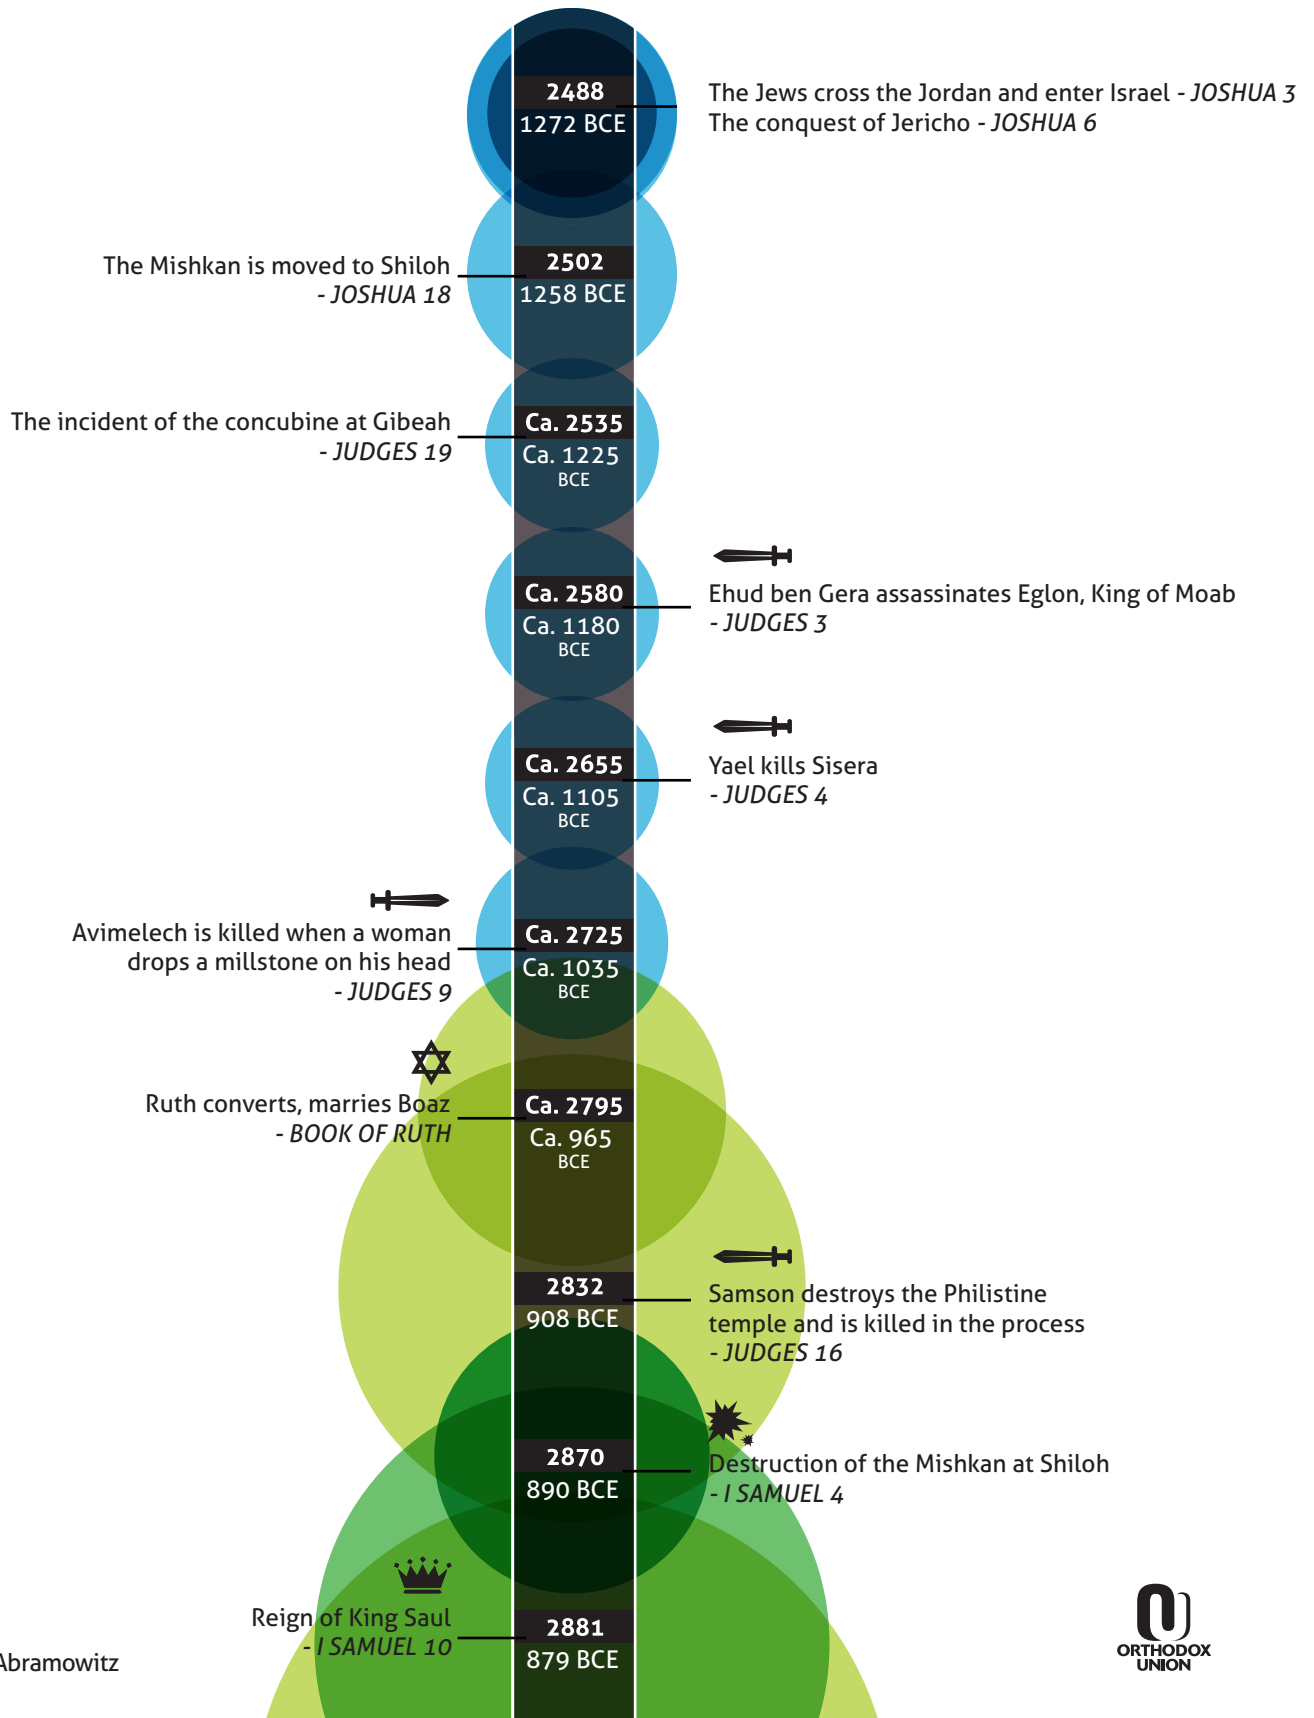 2488
1272 BCE
The Jews cross the Jordan and enter Israel - JOSHUA 3
The conquest of Jericho - JOSHUA 6
The Mishkan is moved to Shiloh
- JOSHUA 18
2502
1258 BCE
The incident of the concubine at Gibeah
- JUDGES 19
Ca. 2535
Ca. 1225
BCE
Ca. 2580
Ca. 1180
BCE
Ehud ben Gera assassinates Eglon, King of Moab
- JUDGES 3
Ca. 2655
Ca. 1105
BCE
Yael kills Sisera
- JUDGES 4
Avimelech is killed when a woman
drops a millstone on his head
- JUDGES 9
Ca. 2725
Ca. 1035
BCE
Ruth converts, marries Boaz
- BOOK OF RUTH
Ca. 2795
Ca. 965
BCE
2832
908 BCE
Samson destroys the Philistine
temple and is killed in the process
- JUDGES 16
2870
890 BCE
Destruction of the Mishkan at Shiloh
- I SAMUEL 4
Reign of King Saul
- I SAMUEL 10
2881
879 BCE
Abramowitz
ORTHODOX
UNION